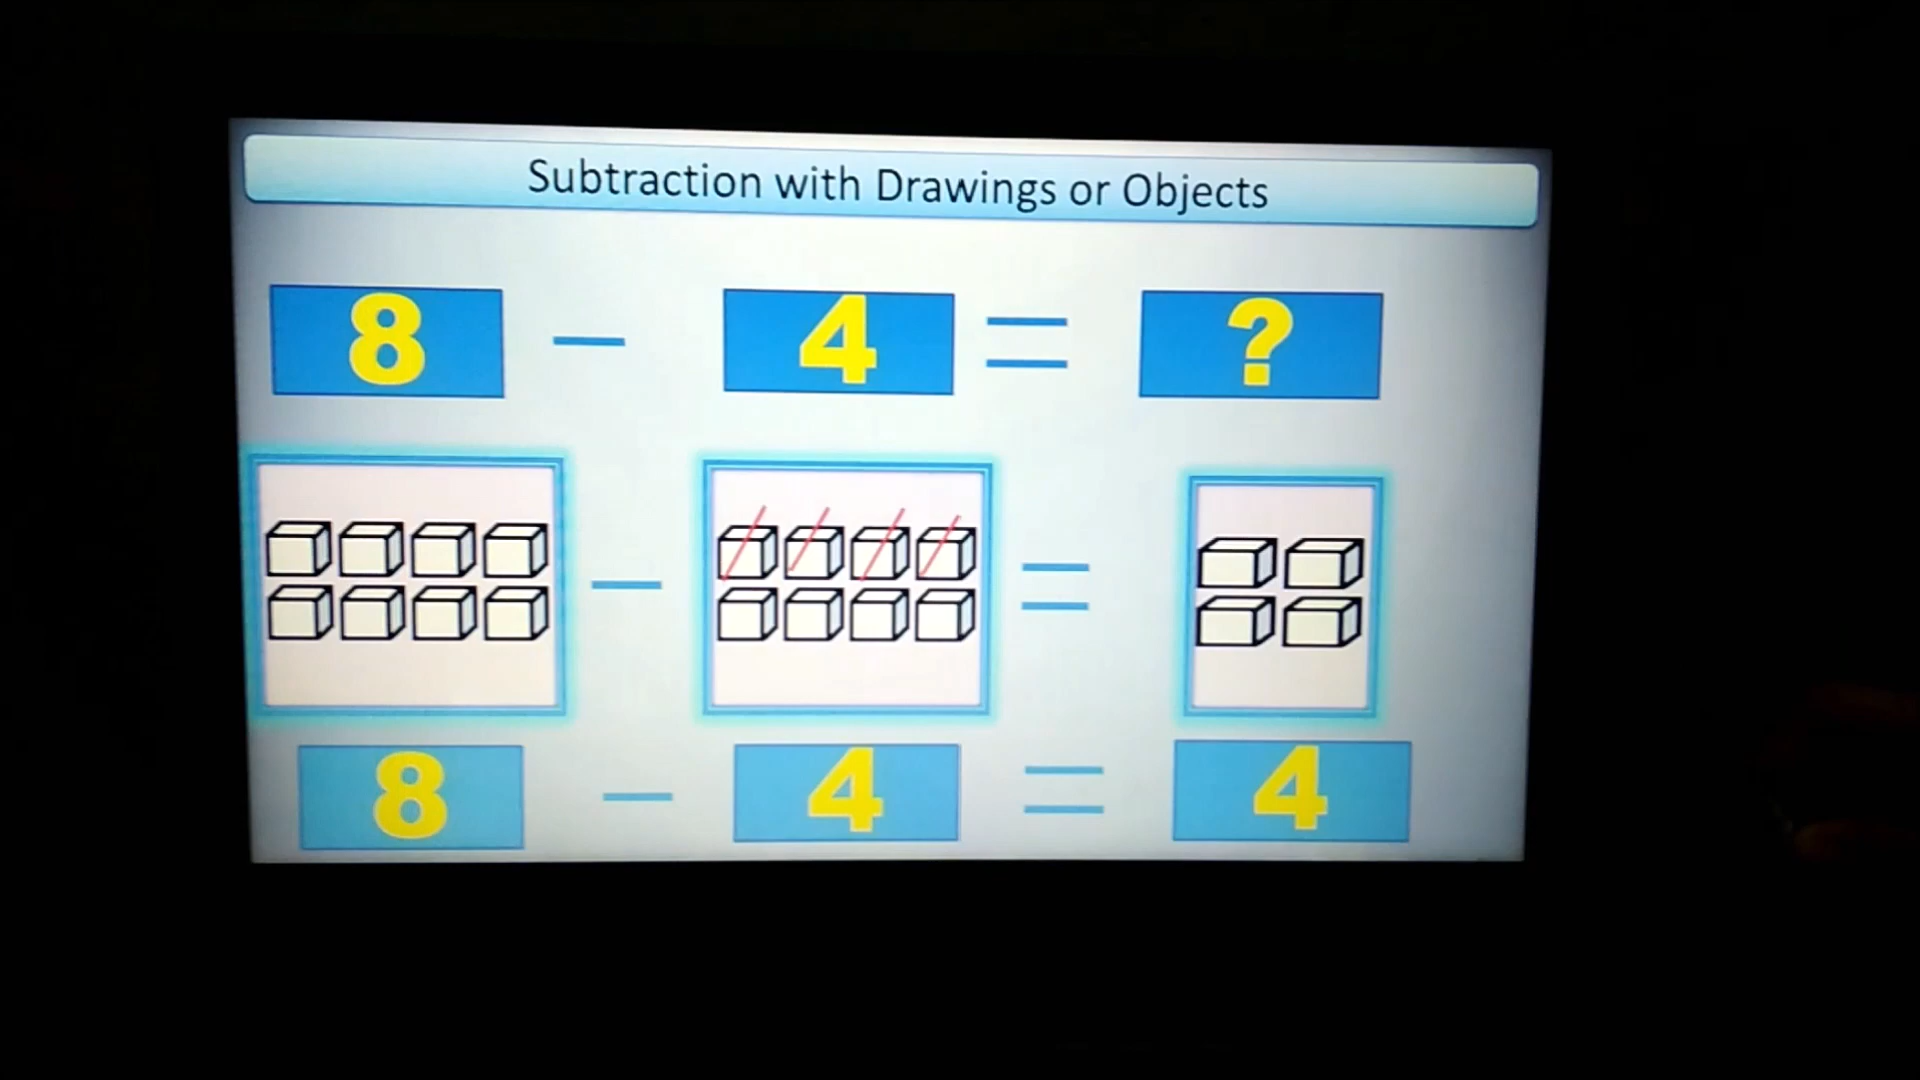 Subtraction with Drawings or Objects
8 – 4 = ?
– =
8 – 4 = 4